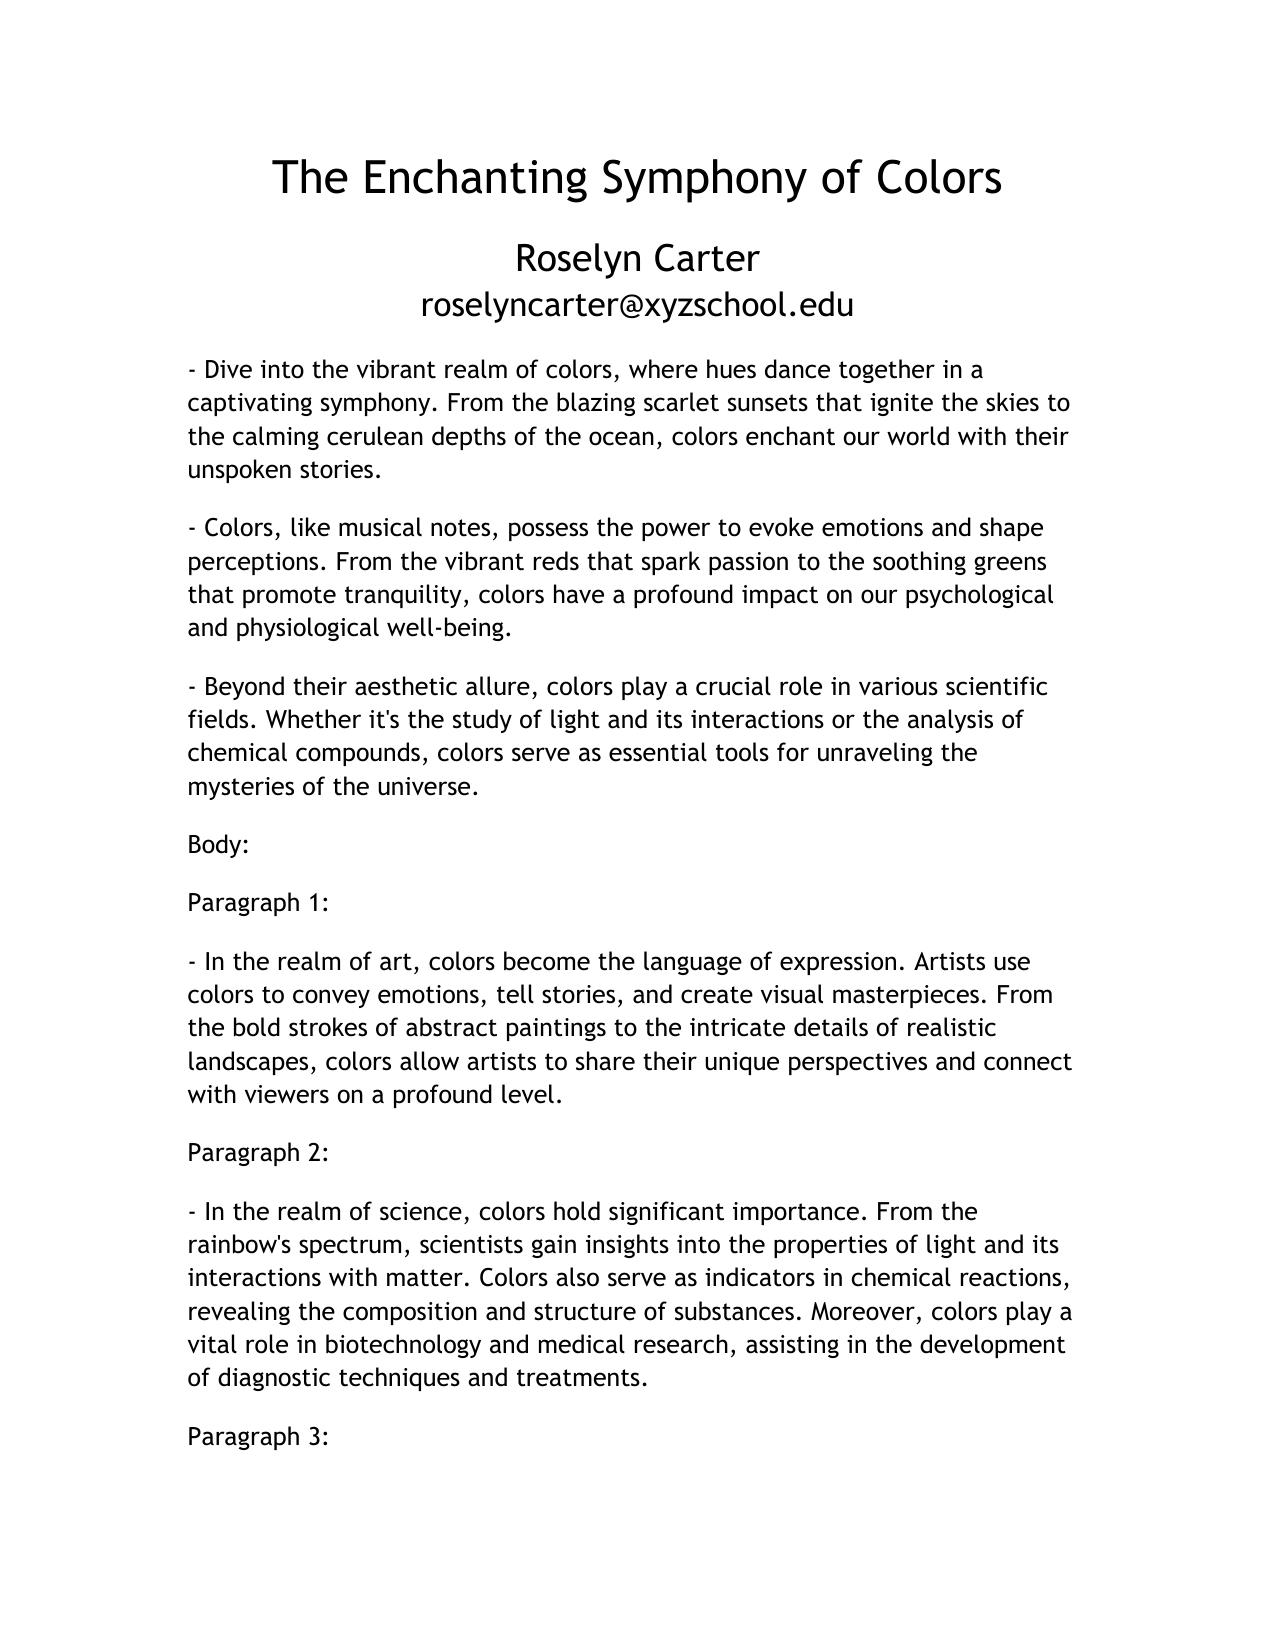 The Enchanting Symphony of Colors
Roselyn Carter
roselyncarter@xyzschool.edu
- Dive into the vibrant realm of colors, where hues dance together in a
captivating symphony. From the blazing scarlet sunsets that ignite the skies to
the calming cerulean depths of the ocean, colors enchant our world with their
unspoken stories.
- Colors, like musical notes, possess the power to evoke emotions and shape
perceptions. From the vibrant reds that spark passion to the soothing greens
that promote tranquility, colors have a profound impact on our psychological
and physiological well-being.
- Beyond their aesthetic allure, colors play a crucial role in various scientific
fields. Whether it's the study of light and its interactions or the analysis of
chemical compounds, colors serve as essential tools for unraveling the
mysteries of the universe.
Body:
Paragraph 1:
- In the realm of art, colors become the language of expression. Artists use
colors to convey emotions, tell stories, and create visual masterpieces. From
the bold strokes of abstract paintings to the intricate details of realistic
landscapes, colors allow artists to share their unique perspectives and connect
with viewers on a profound level.
Paragraph 2:
- In the realm of science, colors hold significant importance. From the
rainbow's spectrum, scientists gain insights into the properties of light and its
interactions with matter. Colors also serve as indicators in chemical reactions,
revealing the composition and structure of substances. Moreover, colors play a
vital role in biotechnology and medical research, assisting in the development
of diagnostic techniques and treatments.
Paragraph 3: